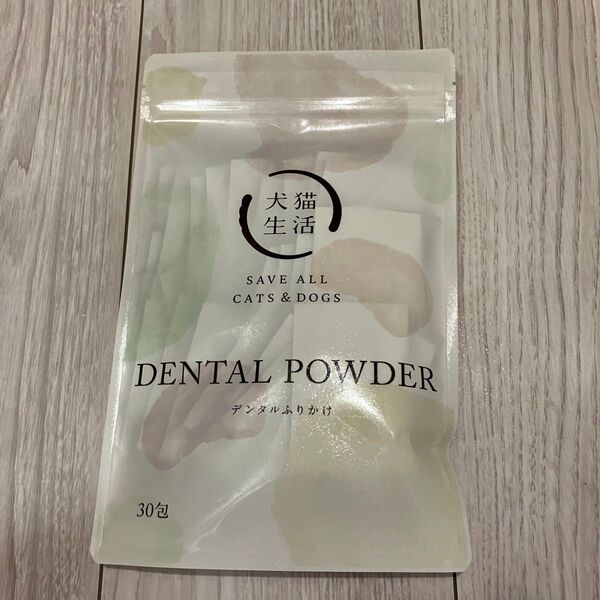 犬猫
生活
SAVE ALL
CATS & DOGS
DENTAL POWDER
デンタルふりかけ
30包